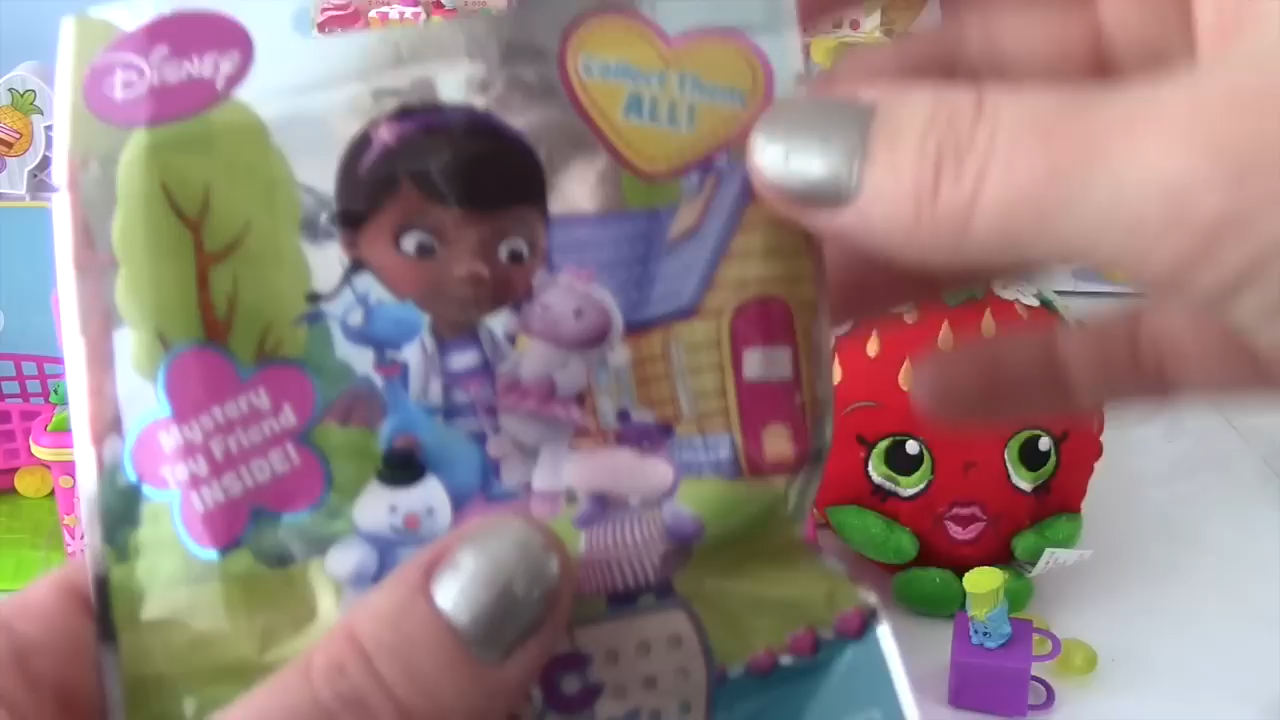 Disney
Collect Them
ALL!
Mystery
Toy Friend
INSIDE!